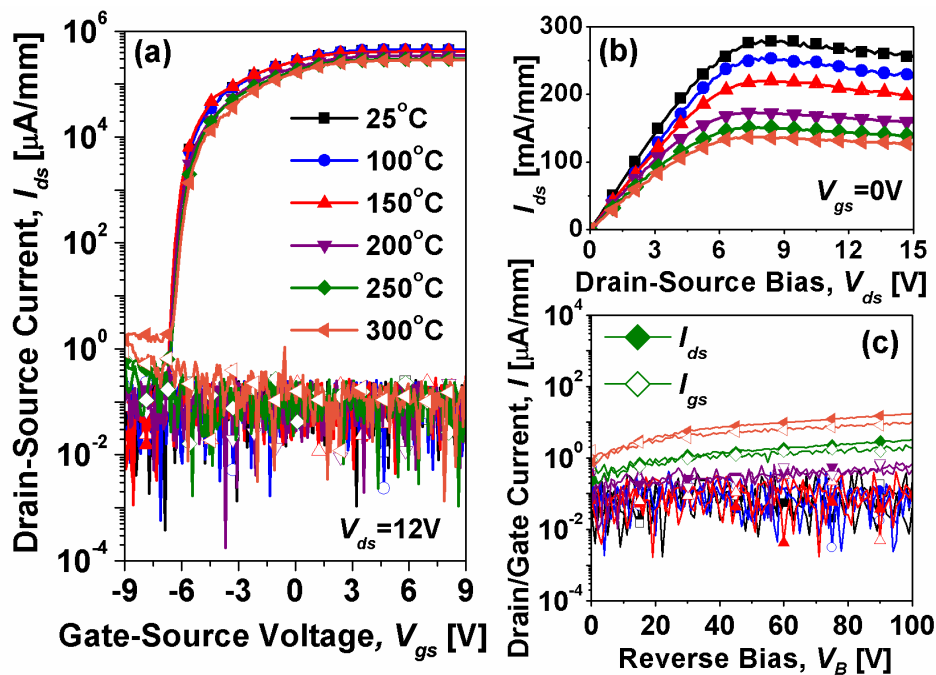 (a)
Drain-Source Current, I_ds [μA/mm]
10^6
10^4
10^2
10^0
10^-2
10^-4
25°C
100°C
150°C
200°C
250°C
300°C
V_ds=12V
-9 -6 -3 0 3 6 9
Gate-Source Voltage, V_gs [V]
(b)
I_ds [mA/mm]
300
200
100
0
V_gs=0V
0 3 6 9 12 15
Drain-Source Bias, V_ds [V]
(c)
Drain/Gate Current, I [μA/mm]
10^4
10^2
10^0
10^-2
10^-4
I_ds
I_gs
0 20 40 60 80 100
Reverse Bias, V_B [V]